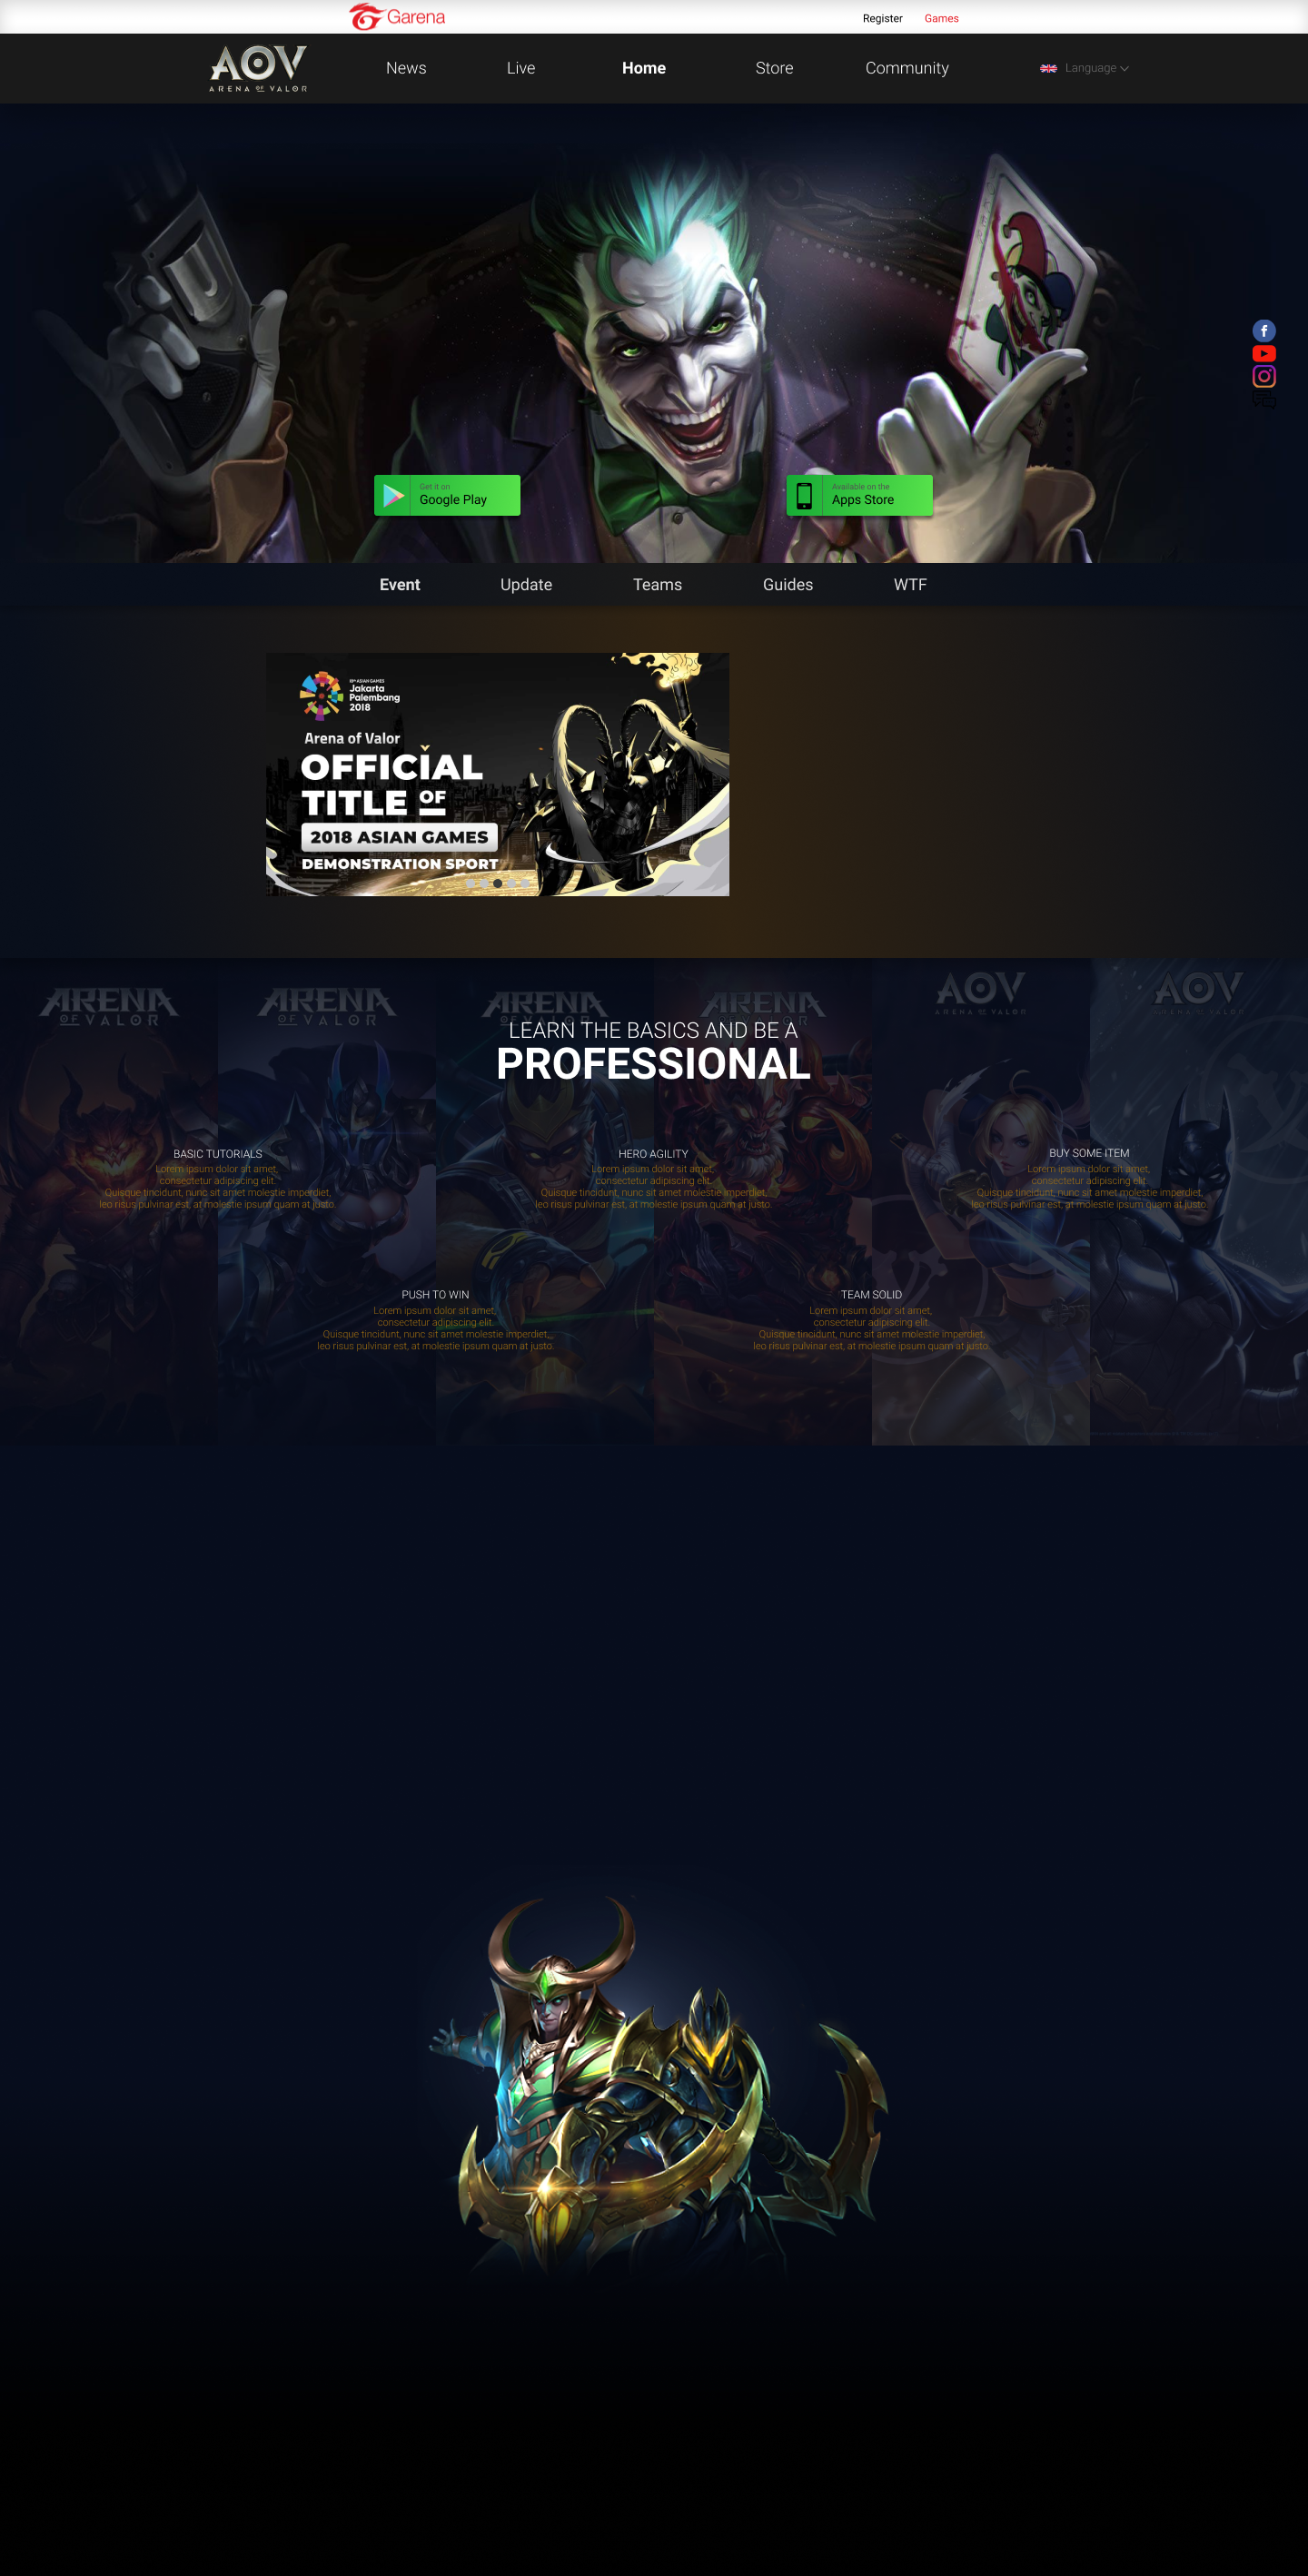 Garena
Register
Games
AOV
ARENA OF VALOR
News
Live
Home
Store
Community
Language
Get it on
Google Play
Available on the
Apps Store
Event
Update
Teams
Guides
WTF
18th ASIAN GAMES
Jakarta
Palembang
2018
Arena of Valor
OFFICIAL
TITLE OF
2018 ASIAN GAMES
DEMONSTRATION SPORT
ARENA
OF VALOR
ARENA
OF VALOR
ARENA
OF VALOR
ARENA
OF VALOR
AOV
ARENA OF VALOR
AOV
ARENA OF VALOR
LEARN THE BASICS AND BE A
PROFESSIONAL
BASIC TUTORIALS
Lorem ipsum dolor sit amet,
consectetur adipiscing elit.
Quisque tincidunt, nunc sit amet molestie imperdiet,
leo risus pulvinar est, at molestie ipsum quam at justo.
HERO AGILITY
Lorem ipsum dolor sit amet,
consectetur adipiscing elit.
Quisque tincidunt, nunc sit amet molestie imperdiet,
leo risus pulvinar est, at molestie ipsum quam at justo.
BUY SOME ITEM
Lorem ipsum dolor sit amet,
consectetur adipiscing elit.
Quisque tincidunt, nunc sit amet molestie imperdiet,
leo risus pulvinar est, at molestie ipsum quam at justo.
PUSH TO WIN
Lorem ipsum dolor sit amet,
consectetur adipiscing elit.
Quisque tincidunt, nunc sit amet molestie imperdiet,
leo risus pulvinar est, at molestie ipsum quam at justo.
TEAM SOLID
Lorem ipsum dolor sit amet,
consectetur adipiscing elit.
Quisque tincidunt, nunc sit amet molestie imperdiet,
leo risus pulvinar est, at molestie ipsum quam at justo.